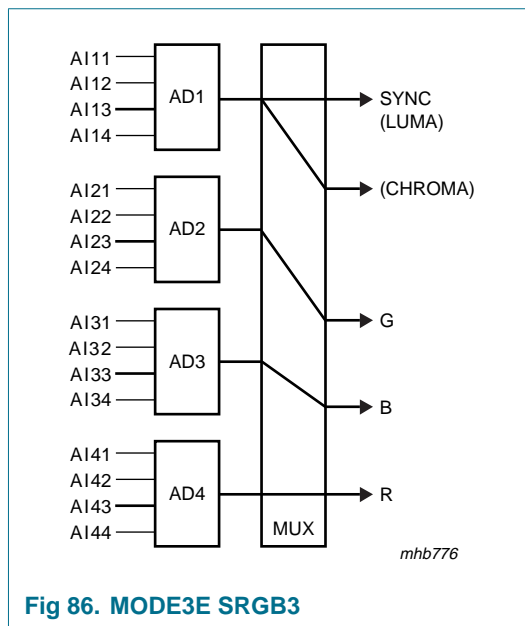 AI11
AI12
AI13
AI14
AD1
SYNC
(LUMA)
(CHROMA)
AI21
AI22
AI23
AI24
AD2
G
AI31
AI32
AI33
AI34
AD3
B
AI41
AI42
AI43
AI44
AD4
R
MUX
mhb776
Fig 86. MODE3E SRGB3